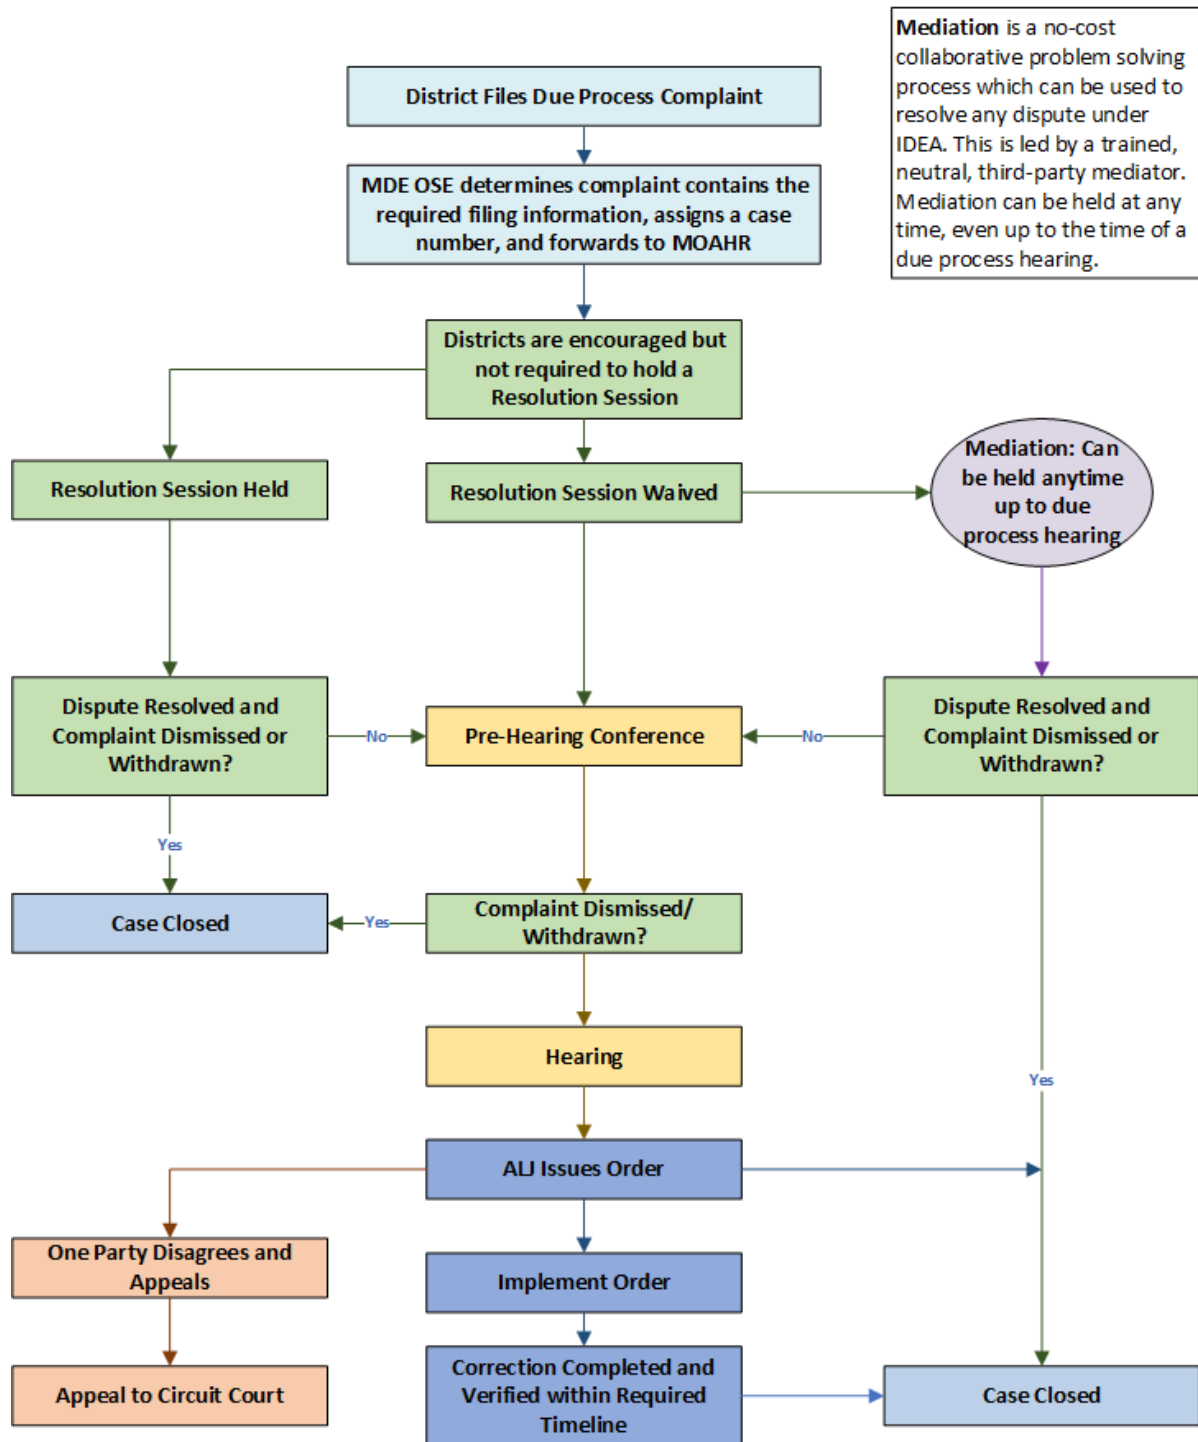 Mediation is a no-cost
collaborative problem solving
process which can be used to
resolve any dispute under
IDEA. This is led by a trained,
neutral, third-party mediator.
Mediation can be held at any
time, even up to the time of a
due process hearing.
District Files Due Process Complaint
MDE OSE determines complaint contains the
required filing information, assigns a case
number, and forwards to MOAHR
Districts are encouraged but
not required to hold a
Resolution Session
Resolution Session Held
Resolution Session Waived
Mediation: Can
be held anytime
up to due
process hearing
Dispute Resolved and
Complaint Dismissed or
Withdrawn?
No
Pre-Hearing Conference
No
Dispute Resolved and
Complaint Dismissed or
Withdrawn?
Yes
Case Closed
Yes
Complaint Dismissed/
Withdrawn?
Hearing
Yes
ALJ Issues Order
One Party Disagrees and
Appeals
Implement Order
Appeal to Circuit Court
Correction Completed and
Verified within Required
Timeline
Case Closed